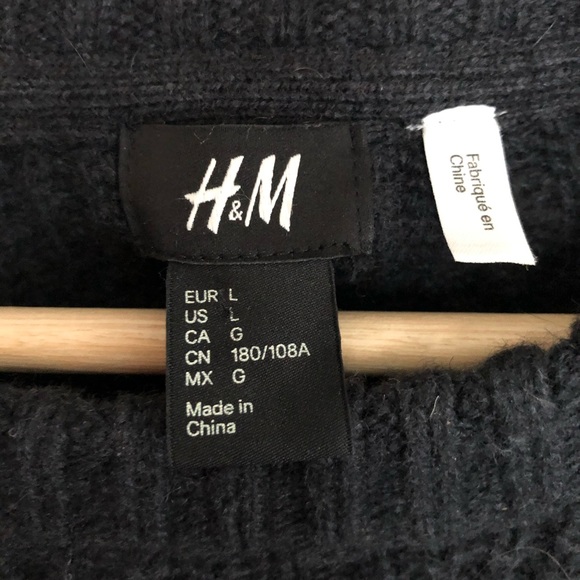 H&M
EUR L
US L
CA G
CN 180/108A
MX G
Made in
China
Fabriqué en
Chine